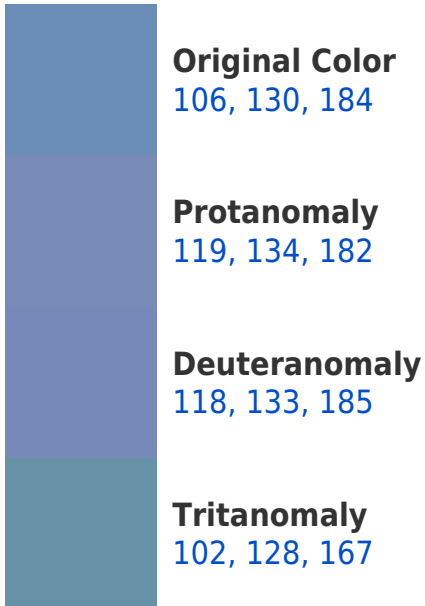 Original Color
106, 130, 184
Protanomaly
119, 134, 182
Deuteranomaly
118, 133, 185
Tritanomaly
102, 128, 167